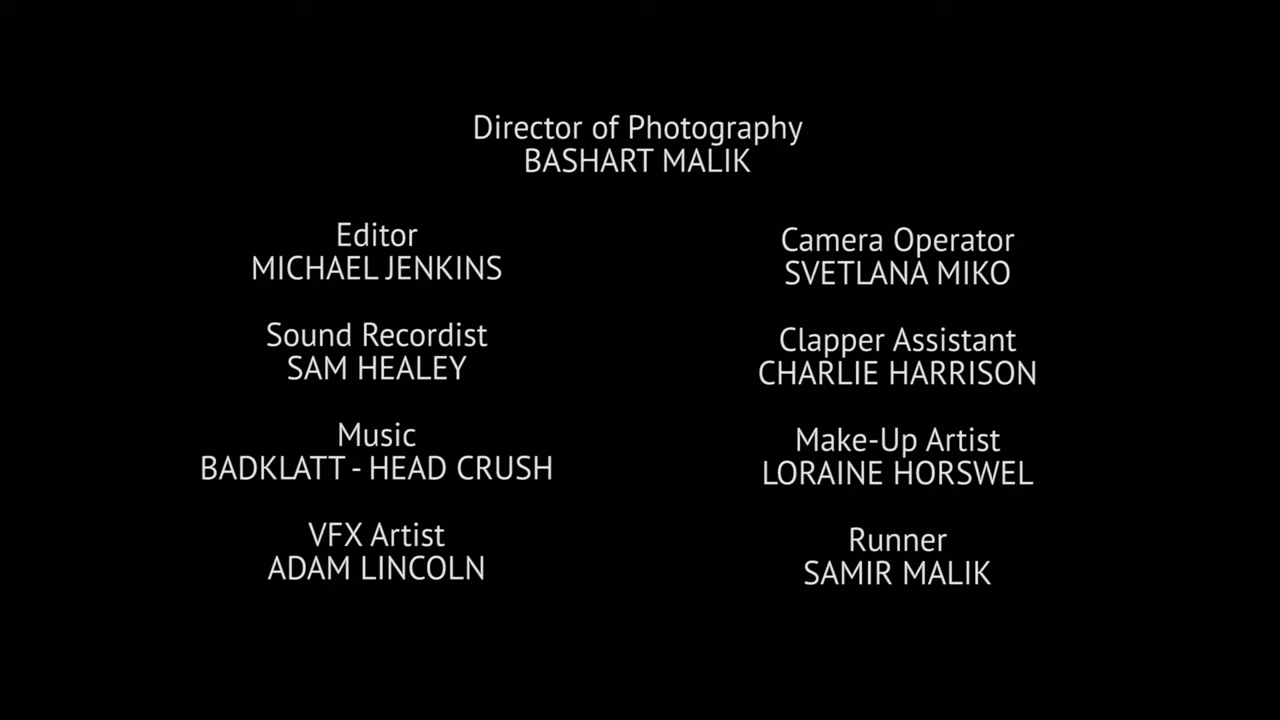 Director of Photography
BASHART MALIK
Editor
MICHAEL JENKINS
Sound Recordist
SAM HEALEY
Music
BADKLATT - HEAD CRUSH
VFX Artist
ADAM LINCOLN
Camera Operator
SVETLANA MIKO
Clapper Assistant
CHARLIE HARRISON
Make-Up Artist
LORAINE HORSWEL
Runner
SAMIR MALIK